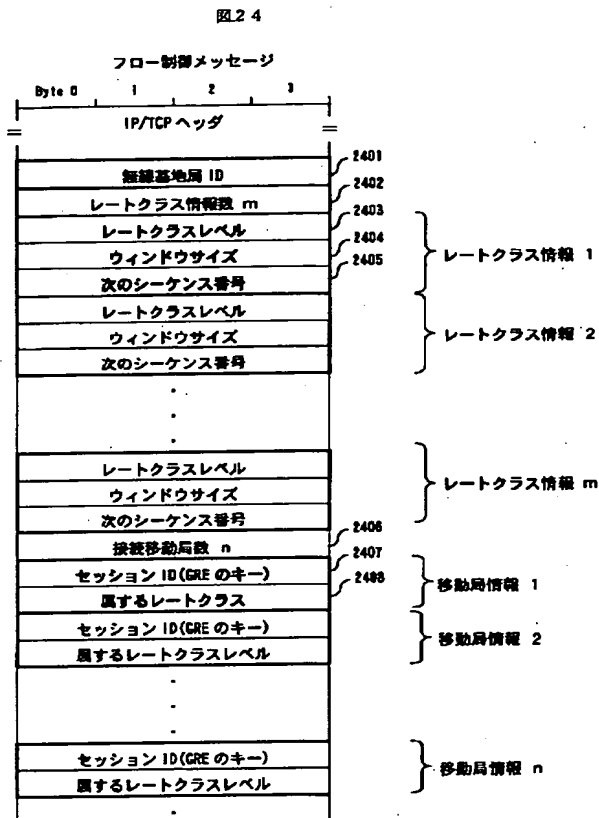 図24
フロー制御メッセージ
Byte 0 1 2 3
IP/TCP ヘッダ
無線基地局 ID 2401
レートクラス情報数 m 2402
レートクラスレベル 2403
ウィンドウサイズ 2404 レートクラス情報 1
次のシーケンス番号 2405
レートクラスレベル
ウィンドウサイズ レートクラス情報 2
次のシーケンス番号
レートクラスレベル
ウィンドウサイズ レートクラス情報 m
次のシーケンス番号
接続移動局数 n 2406
セッション ID(GRE のキー) 2407
属するレートクラス 2408 移動局情報 1
セッション ID(GRE のキー)
属するレートクラスレベル 移動局情報 2
セッション ID(GRE のキー)
属するレートクラスレベル 移動局情報 n